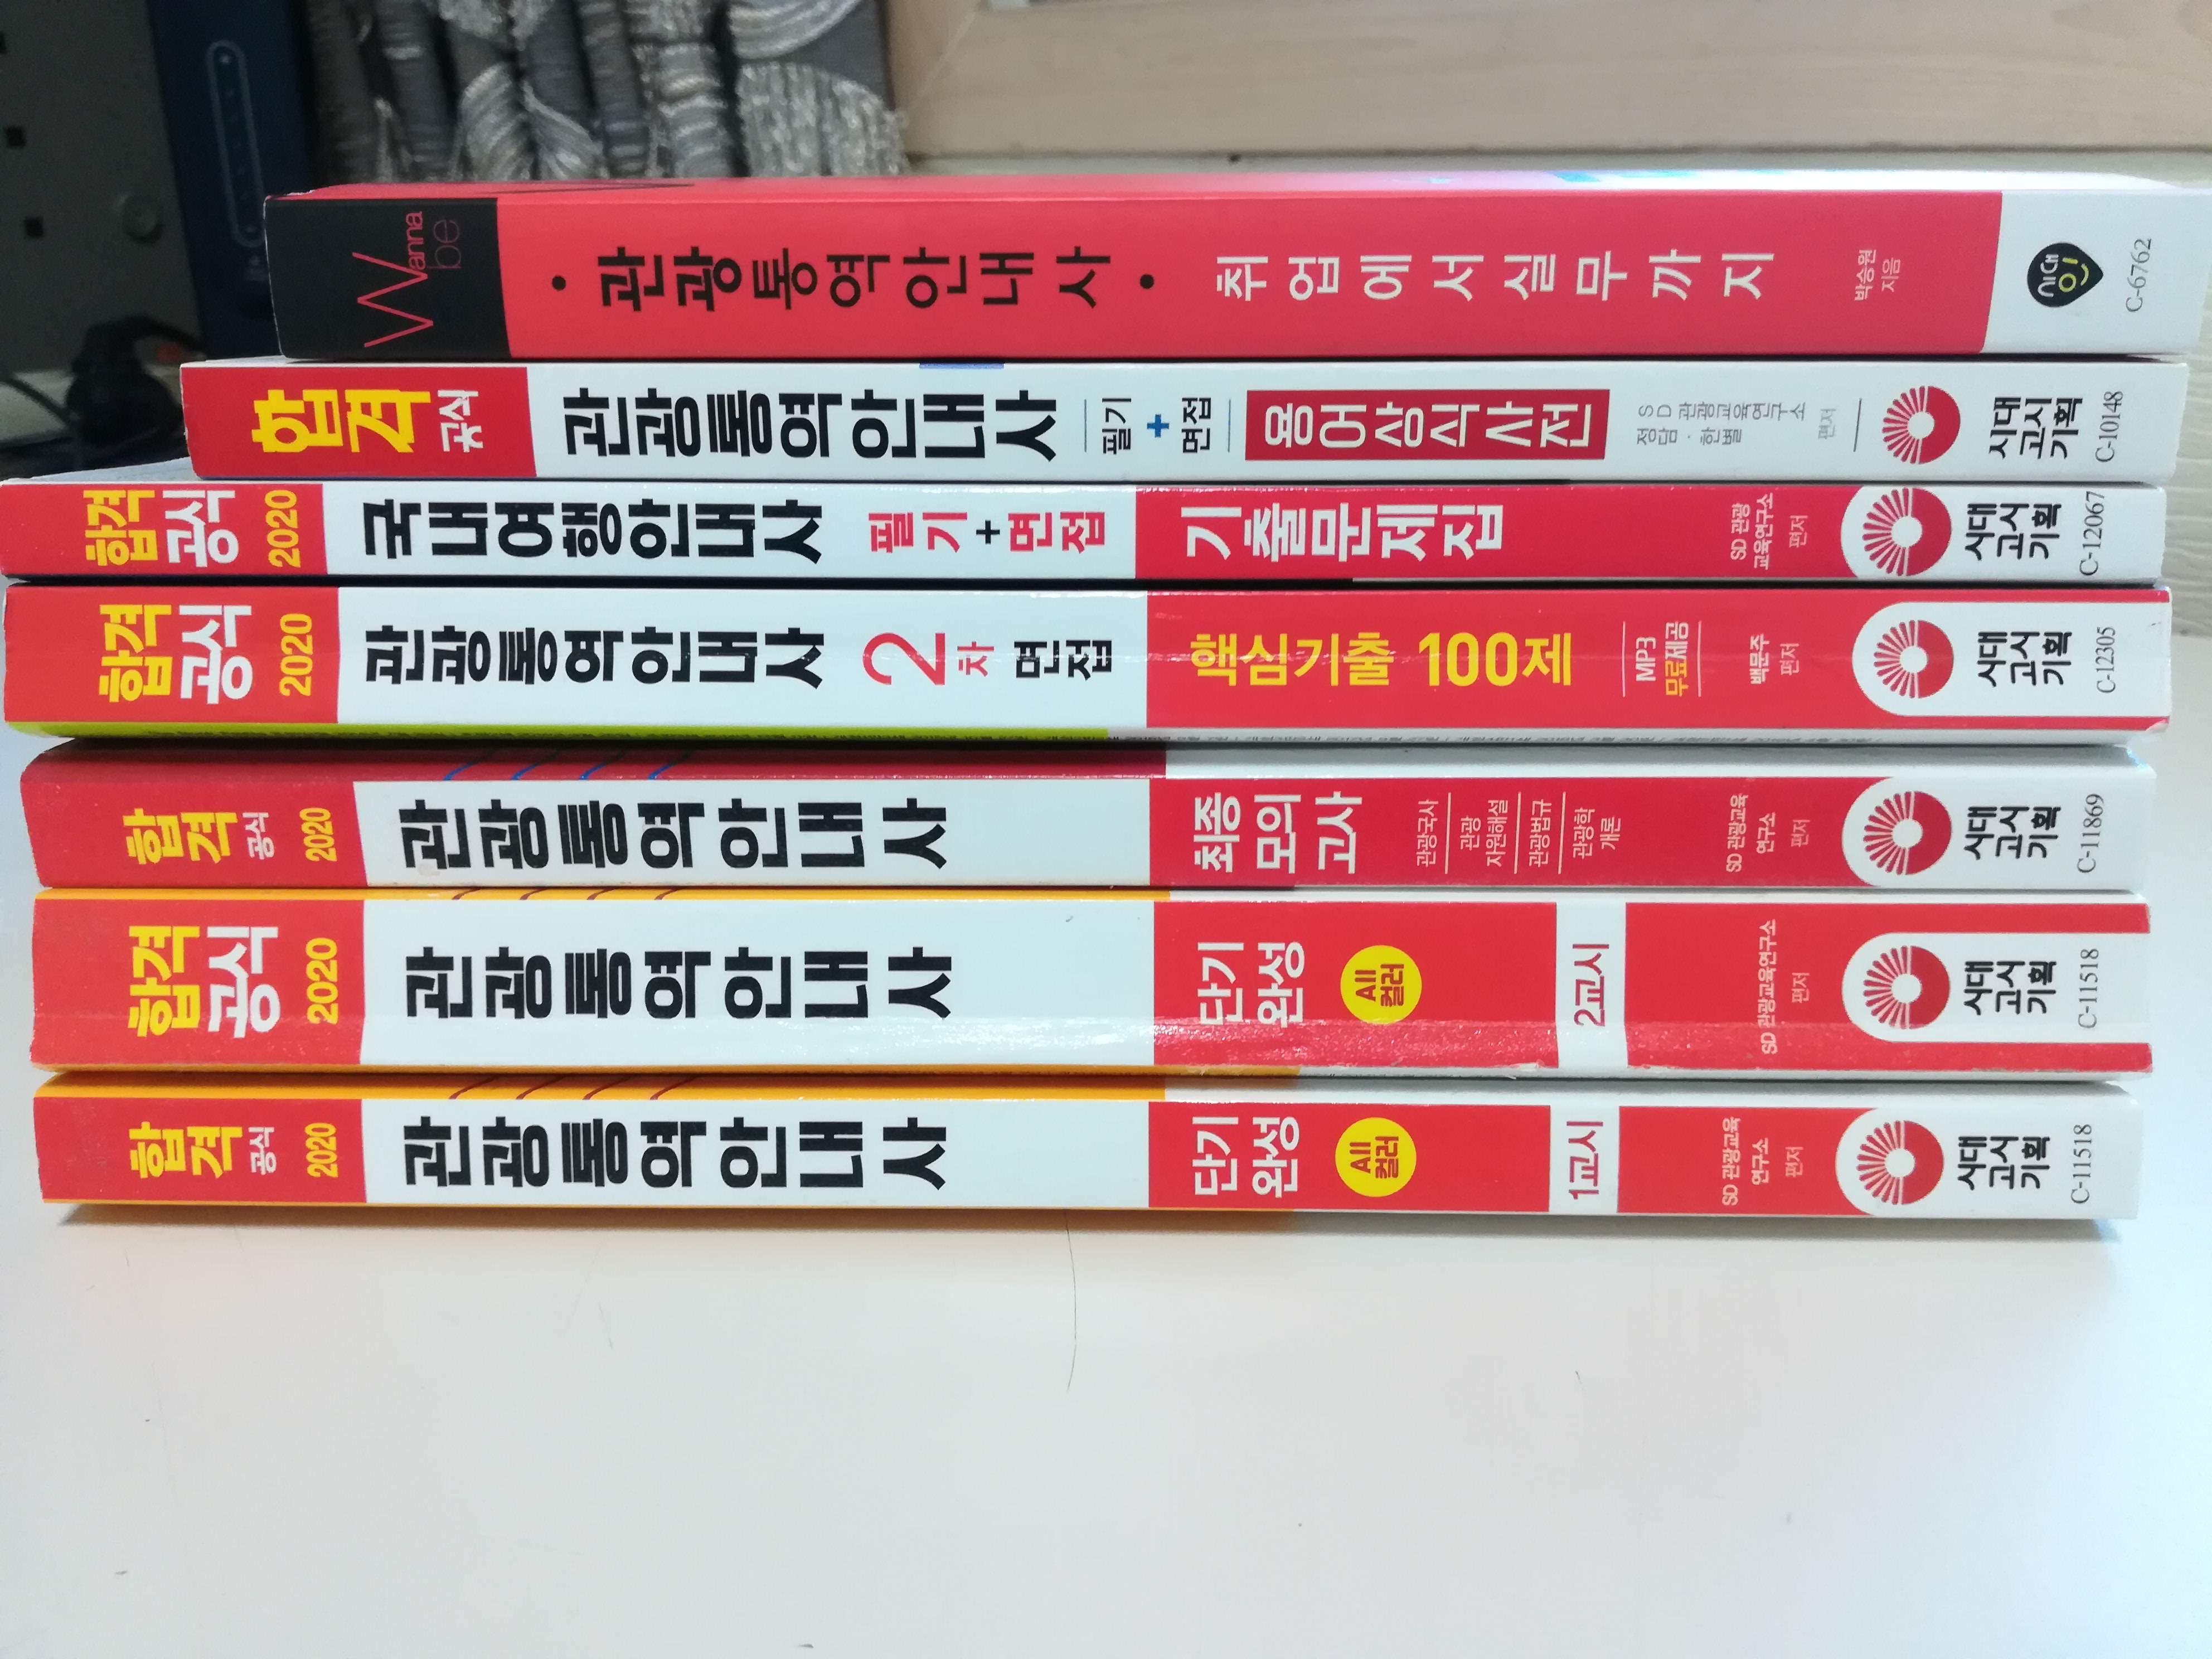 Wanna be
• 관광통역안내사 • 취업에서 실무까지
박승원 지음
시대인
C-6762
합격 공식
관광통역안내사
필기 + 면접
용어상식사전
SD 관광교육연구소
정담 · 한별
편저
시대고시기획
C-10148
합격 공식 2020
국내여행안내사
필기+면접
기출문제집
SD 관광교육연구소 편저
시대고시기획
C-12067
합격 공식 2020
관광통역안내사
2차 면접
핵심기출 100제
MP3 무료제공
백문주 편저
시대고시기획
C-12305
합격 공식 2020
관광통역안내사
최종모의고사
관광국사
관광자원해설
관광법규
관광학개론
SD 관광교육연구소 편저
시대고시기획
C-11869
합격 공식 2020
관광통역안내사
단기완성
All 컬러
2교시
SD 관광교육연구소 편저
시대고시기획
C-11518
합격 공식 2020
관광통역안내사
단기완성
All 컬러
1교시
SD 관광교육연구소 편저
시대고시기획
C-11518